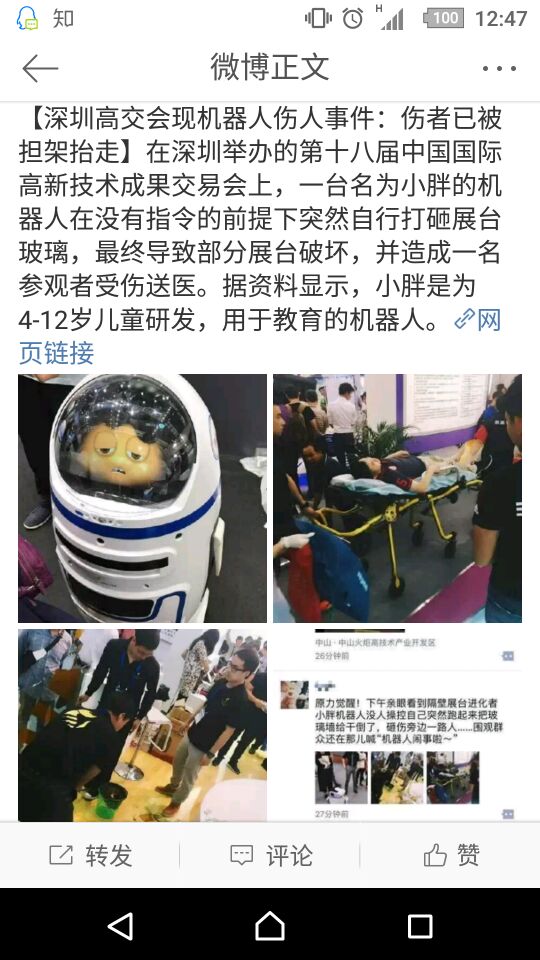 知
H
100
12:47
微博正文
【深圳高交会现机器人伤人事件：伤者已被
担架抬走】在深圳举办的第十八届中国国际
高新技术成果交易会上，一台名为小胖的机
器人在没有指令的前提下突然自行打砸展台
玻璃，最终导致部分展台破坏，并造成一名
参观者受伤送医。据资料显示，小胖是为
4-12岁儿童研发，用于教育的机器人。网
页链接
中山·中山火炬高技术产业开发区
26分钟前
原力觉醒！下午亲眼看到隔壁展台进化者
小胖机器人没人操控自己突然跑起来把玻
璃墙给干倒了，砸伤旁边一路人......围观群
众还在那儿喊“机器人闹事啦～”
27分钟前
转发
评论
赞